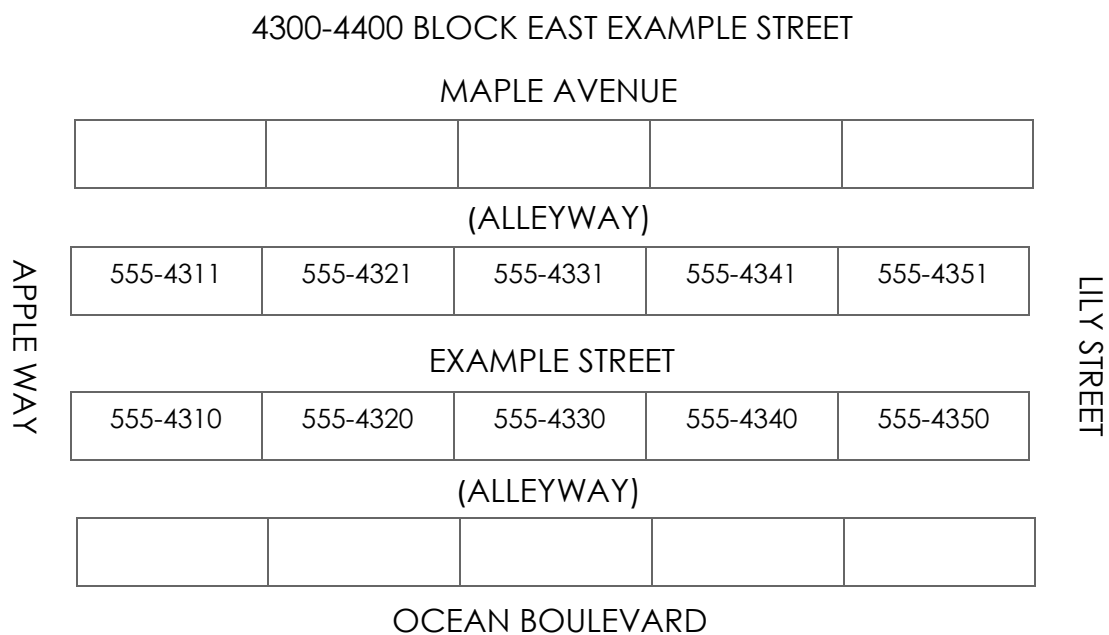 4300-4400 BLOCK EAST EXAMPLE STREET
MAPLE AVENUE
(ALLEYWAY)
APPLE WAY
555-4311 555-4321 555-4331 555-4341 555-4351
LILY STREET
EXAMPLE STREET
555-4310 555-4320 555-4330 555-4340 555-4350
(ALLEYWAY)
OCEAN BOULEVARD